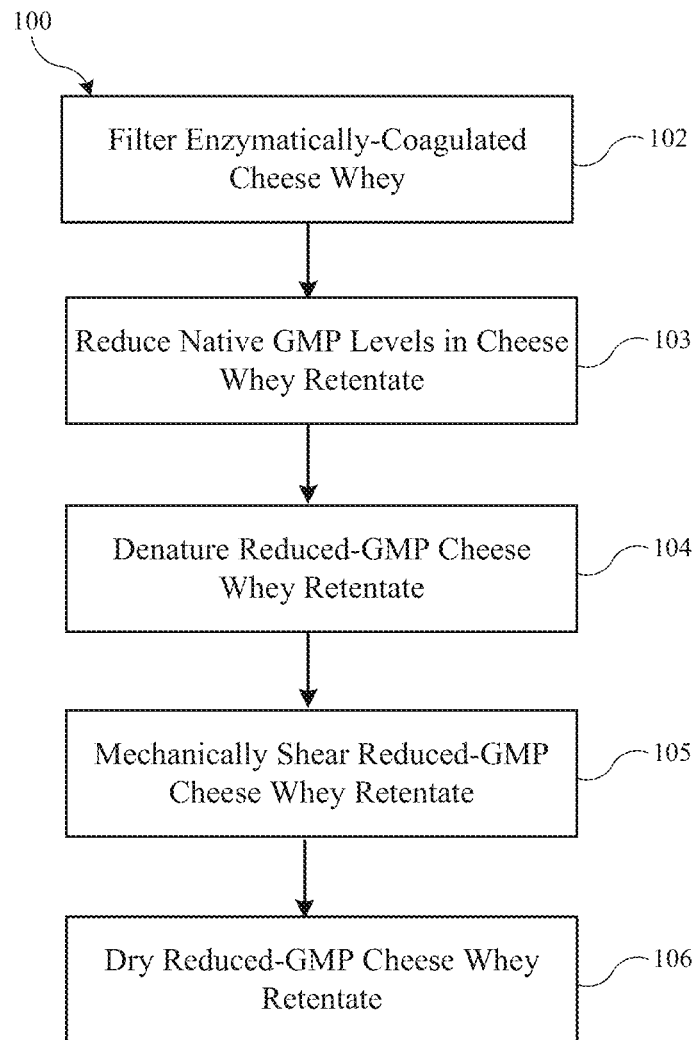 100
Filter Enzymatically-Coagulated
Cheese Whey
102
Reduce Native GMP Levels in Cheese
Whey Retentate
103
Denature Reduced-GMP Cheese
Whey Retentate
104
Mechanically Shear Reduced-GMP
Cheese Whey Retentate
105
Dry Reduced-GMP Cheese Whey
Retentate
106